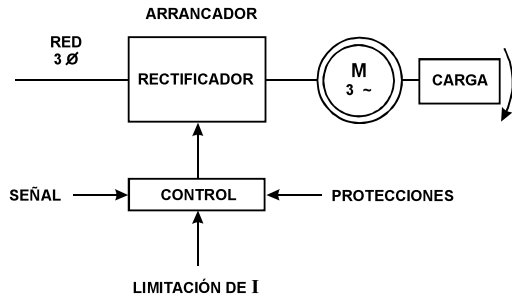 ARRANCADOR
RED
3 Ø
RECTIFICADOR
M
3 ~
CARGA
SEÑAL
CONTROL
PROTECCIONES
LIMITACIÓN DE I